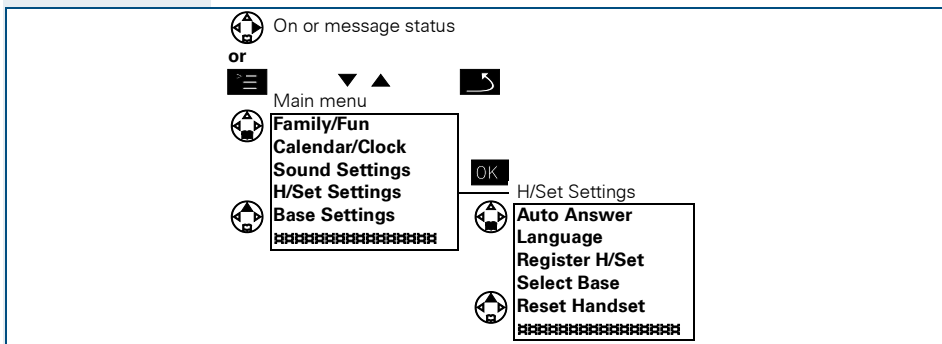 On or message status
or
Main menu
Family/Fun
Calendar/Clock
Sound Settings
H/Set Settings
Base Settings
OK
H/Set Settings
Auto Answer
Language
Register H/Set
Select Base
Reset Handset